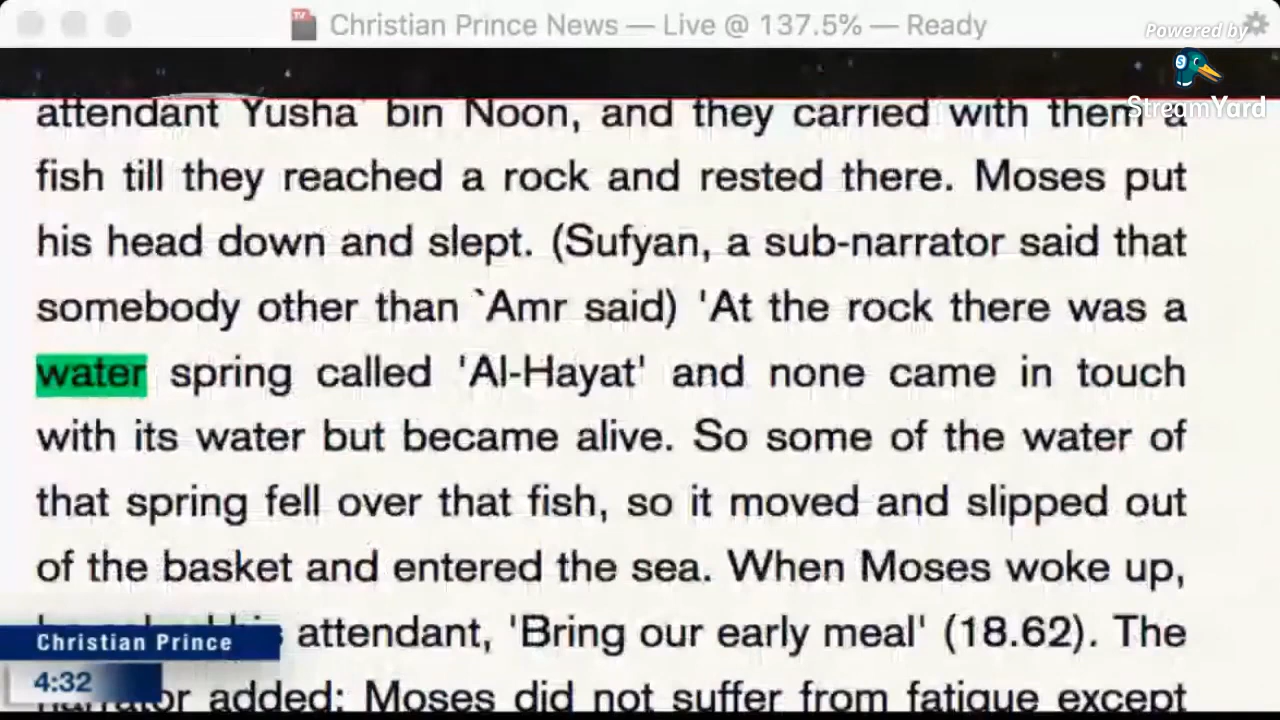 Christian Prince News — Live @ 137.5% — Ready
Powered by
StreamYard
attendant Yusha` bin Noon, and they carried with them a
fish till they reached a rock and rested there. Moses put
his head down and slept. (Sufyan, a sub-narrator said that
somebody other than `Amr said) 'At the rock there was a
water spring called 'Al-Hayat' and none came in touch
with its water but became alive. So some of the water of
that spring fell over that fish, so it moved and slipped out
of the basket and entered the sea. When Moses woke up,
attendant, 'Bring our early meal' (18.62). The
added: Moses did not suffer from fatigue except
Christian Prince
4:32